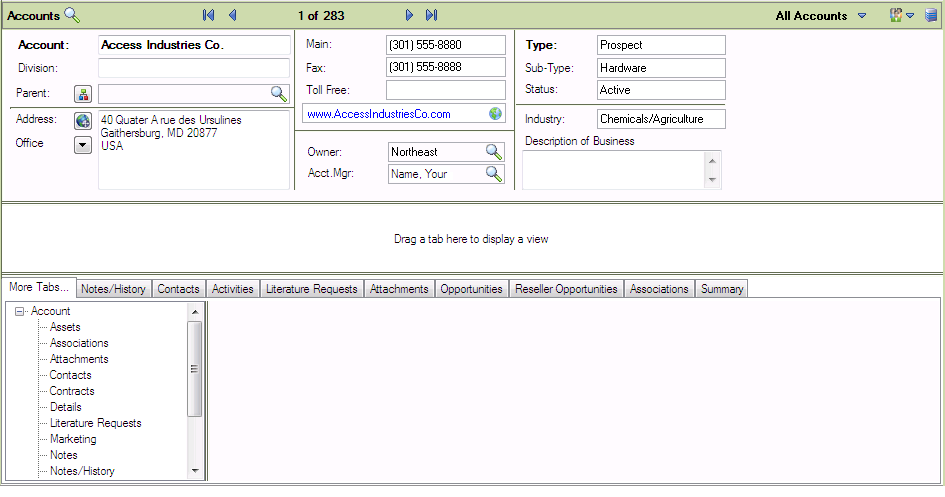 Accounts
1 of 283
All Accounts
Account: Access Industries Co.
Division:
Parent:
Address: 40 Quater A rue des Ursulines
Gaithersburg, MD 20877
USA
Office
Main: (301) 555-8880
Fax: (301) 555-8888
Toll Free:
www.AccessIndustriesCo.com
Owner: Northeast
Acct.Mgr: Name, Your
Type: Prospect
Sub-Type: Hardware
Status: Active
Industry: Chemicals/Agriculture
Description of Business
Drag a tab here to display a view
More Tabs... Notes/History Contacts Activities Literature Requests Attachments Opportunities Reseller Opportunities Associations Summary
Account
Assets
Associations
Attachments
Contacts
Contracts
Details
Literature Requests
Marketing
Notes
Notes/History